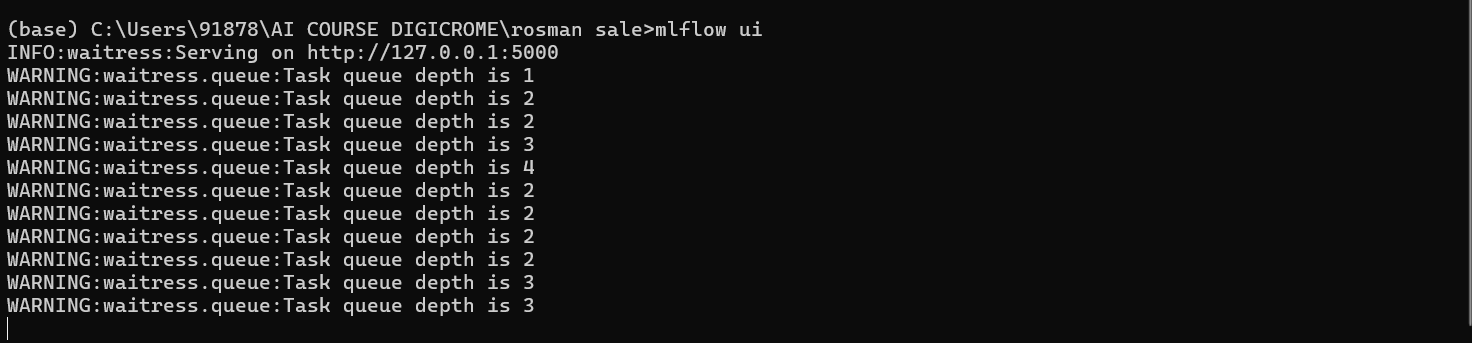 (base) C:\Users\91878\AI COURSE DIGICROME\rosman sale>mlflow ui
INFO:waitress:Serving on http://127.0.0.1:5000
WARNING:waitress.queue:Task queue depth is 1
WARNING:waitress.queue:Task queue depth is 2
WARNING:waitress.queue:Task queue depth is 2
WARNING:waitress.queue:Task queue depth is 3
WARNING:waitress.queue:Task queue depth is 4
WARNING:waitress.queue:Task queue depth is 2
WARNING:waitress.queue:Task queue depth is 2
WARNING:waitress.queue:Task queue depth is 2
WARNING:waitress.queue:Task queue depth is 2
WARNING:waitress.queue:Task queue depth is 3
WARNING:waitress.queue:Task queue depth is 3